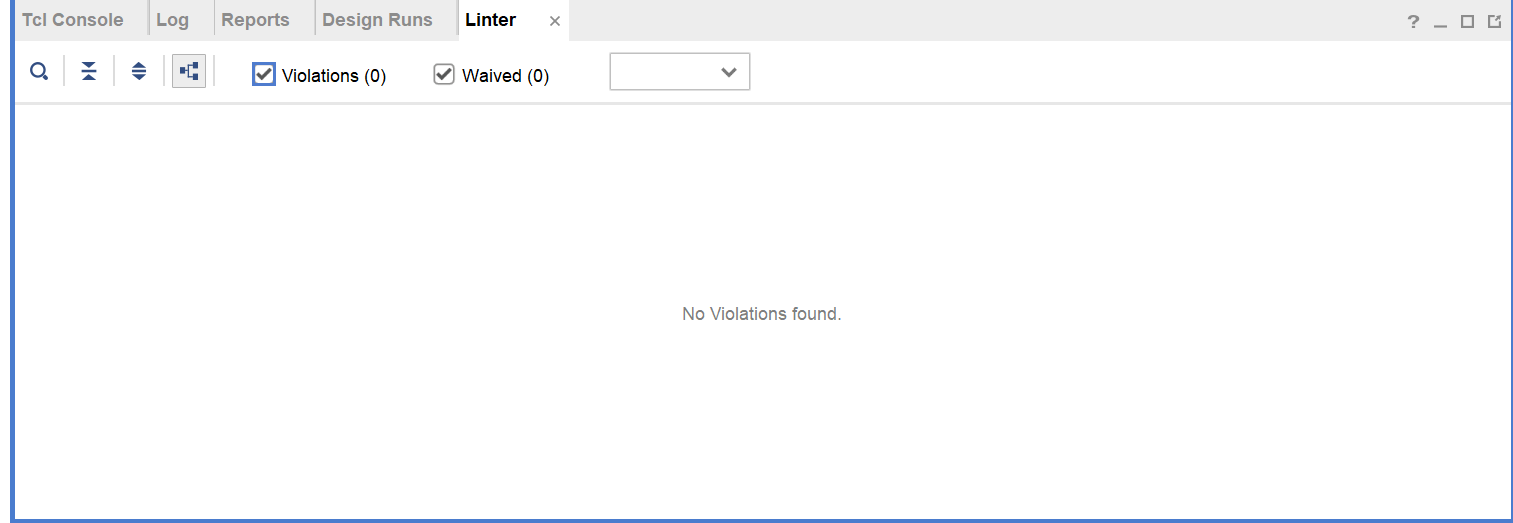 Tcl Console Log Reports Design Runs Linter × ?
Violations (0) Waived (0)
No Violations found.